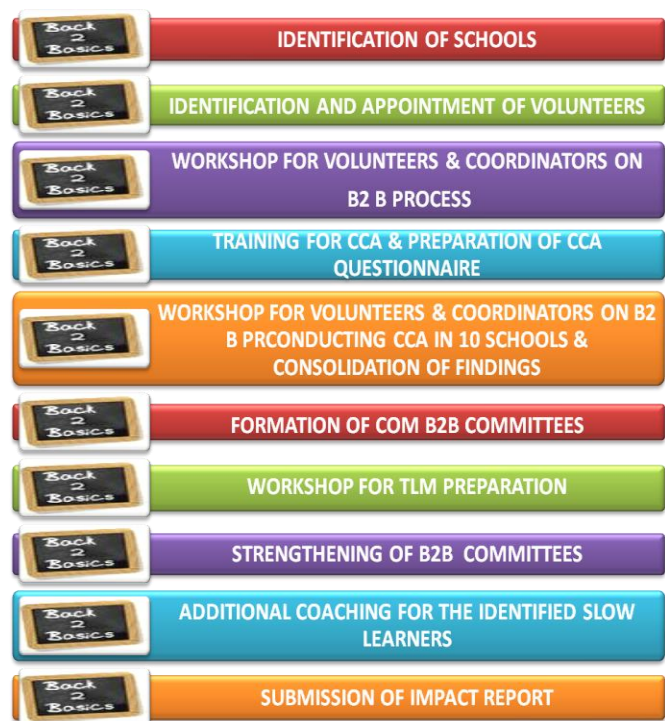 Back
2
Basics
IDENTIFICATION OF SCHOOLS
Back
2
Basics
IDENTIFICATION AND APPOINTMENT OF VOLUNTEERS
Back
2
Basics
WORKSHOP FOR VOLUNTEERS & COORDINATORS ON
B2 B PROCESS
Back
2
Basics
TRAINING FOR CCA & PREPARATION OF CCA
QUESTIONNAIRE
Back
2
Basics
WORKSHOP FOR VOLUNTEERS & COORDINATORS ON B2
B PRCONDUCTING CCA IN 10 SCHOOLS &
CONSOLIDATION OF FINDINGS
Back
2
Basics
FORMATION OF COM B2B COMMITTEES
Back
2
Basics
WORKSHOP FOR TLM PREPARATION
Back
2
Basics
STRENGTHENING OF B2B COMMITTEES
Back
2
Basics
ADDITIONAL COACHING FOR THE IDENTIFIED SLOW
LEARNERS
Back
2
Basics
SUBMISSION OF IMPACT REPORT